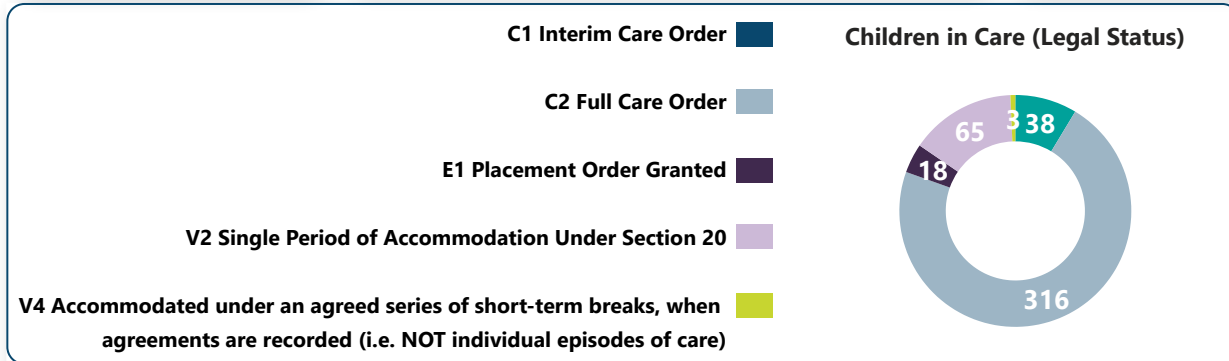 C1 Interim Care Order
C2 Full Care Order
E1 Placement Order Granted
V2 Single Period of Accommodation Under Section 20
V4 Accommodated under an agreed series of short-term breaks, when
agreements are recorded (i.e. NOT individual episodes of care)
Children in Care (Legal Status)
3
38
65
18
316